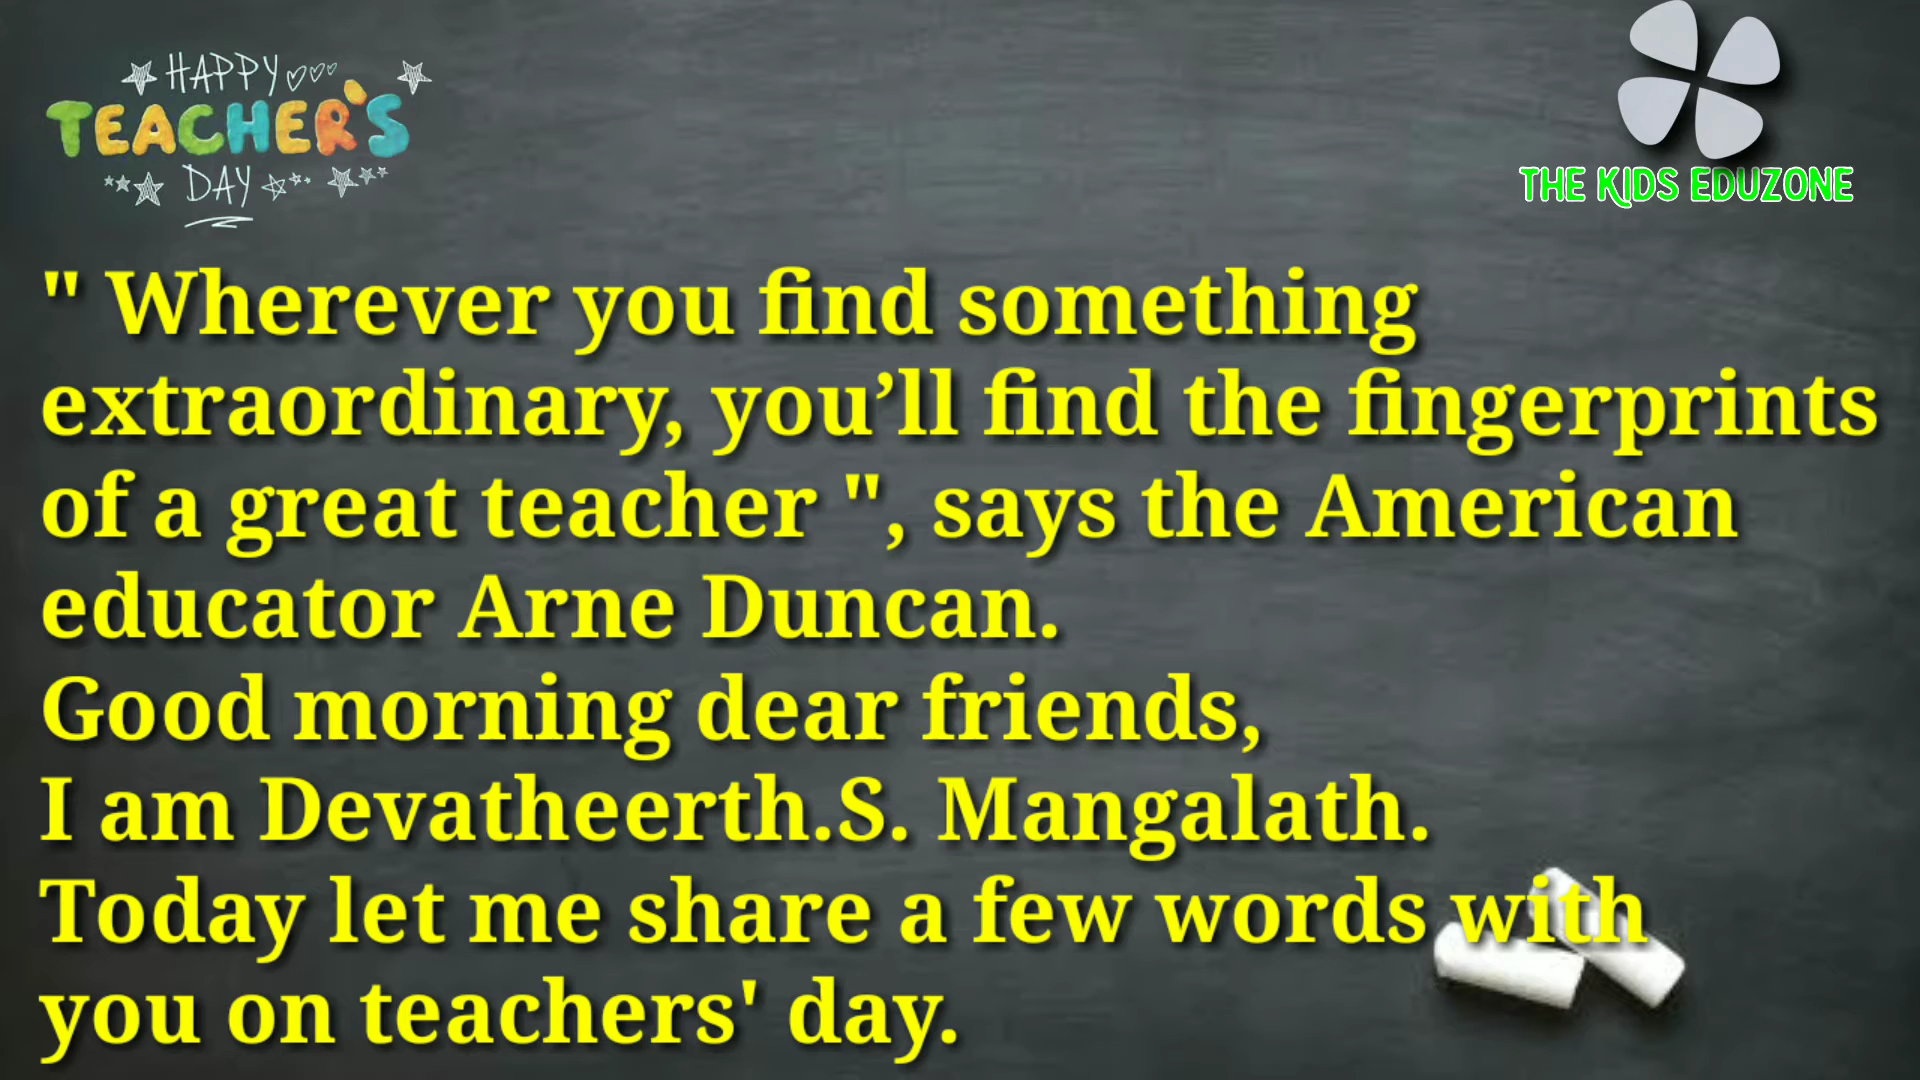 HAPPY
TEACHER'S
DAY
THE KIDS EDUZONE
" Wherever you find something
extraordinary, you’ll find the fingerprints
of a great teacher ", says the American
educator Arne Duncan.
Good morning dear friends,
I am Devatheerth.S. Mangalath.
Today let me share a few words with
you on teachers' day.